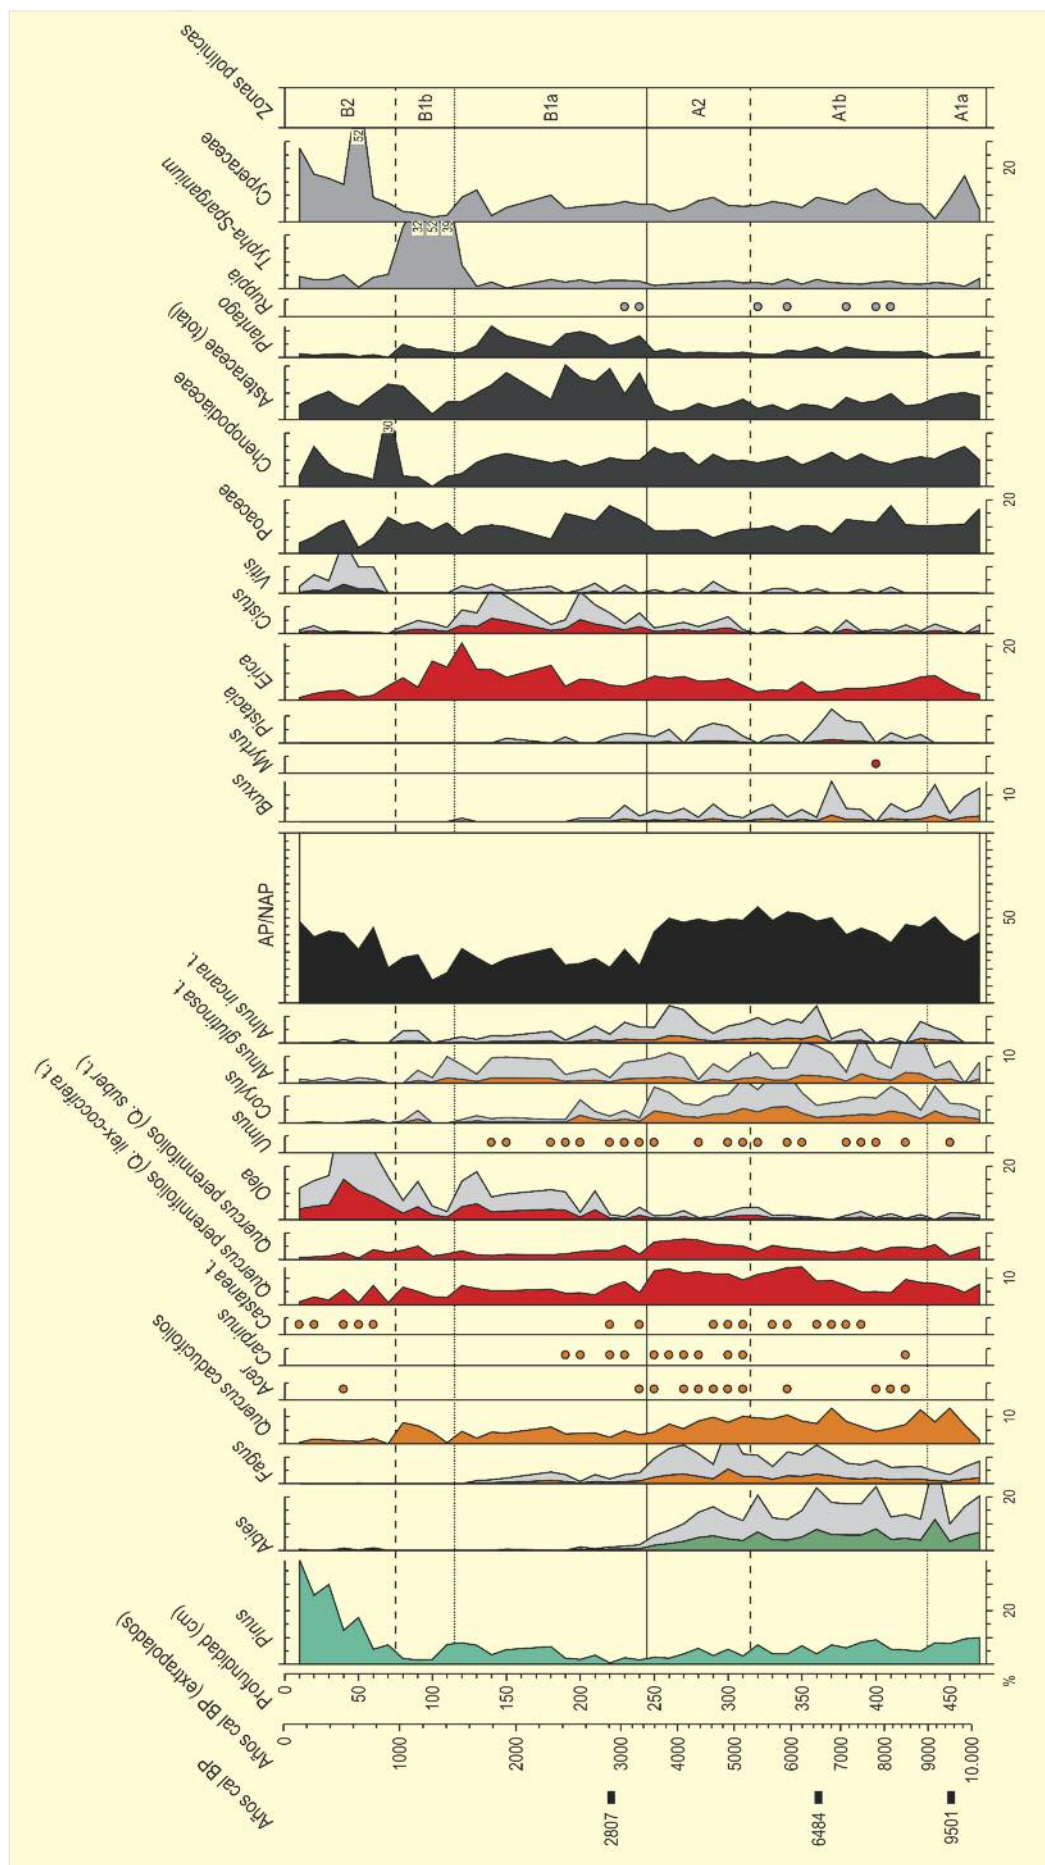 Años cal BP
Años cal BP (extrapolados)
Profundidad (cm)
Pinus
Abies
Fagus
Quercus caducifolios
Acer
Carpinus
Castanea t.
Quercus perennifolios (Q. ilex-coccifera t.)
Quercus perennifolios (Q. suber t.)
Olea
Ulmus
Corylus
Alnus glutinosa t.
Alnus incana t.
AP/NAP
Buxus
Myrtus
Pistacia
Erica
Cistus
Vitis
Poaceae
Chenopodiaceae
Asteraceae (total)
Plantago
Ruppia
Typha-Sparganium
Cyperaceae
Zonas polínicas
B2
B1b
B1a
A2
A1b
A1a
52
32
52
39
30
2807
6484
9501
0
1000
2000
3000
4000
5000
6000
7000
8000
9000
10.000
0
50
100
150
200
250
300
350
400
450
%
20
20
10
10
20
10
50
10
20
20
20